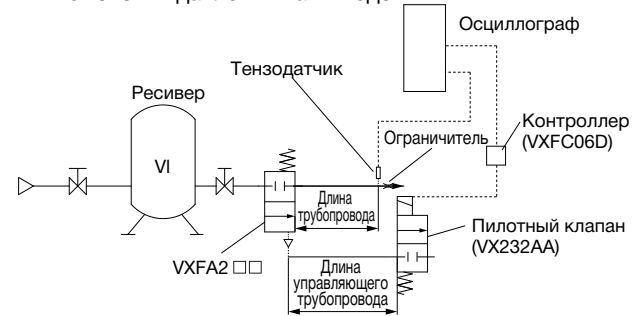 Осциллограф
Тензодатчик
Ресивер
Контроллер
(VXFC06D)
Ограничитель
VI
Длина
трубопровода
Пилотный клапан
(VX232AA)
VXFA2 □□
Длина
управляющего
трубопровода